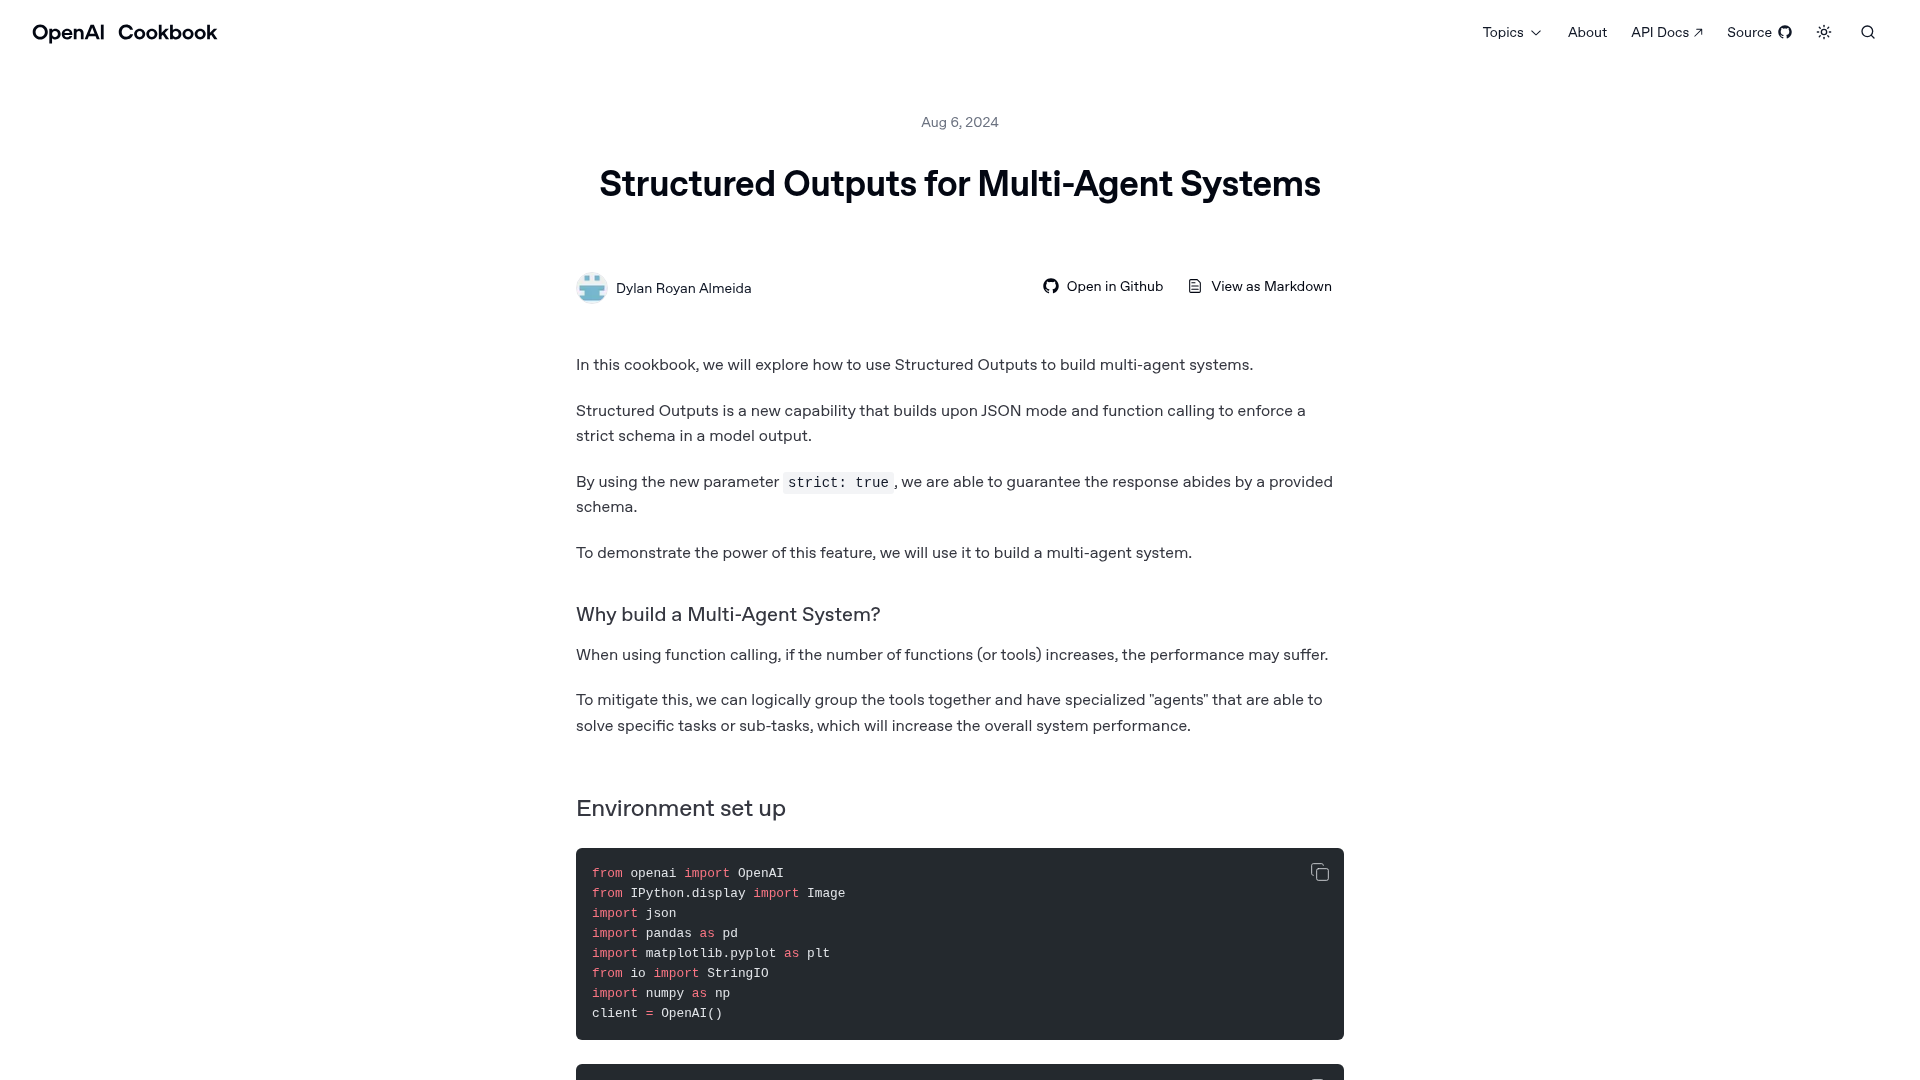 OpenAI Cookbook
Topics
About
API Docs ↗
Source
Aug 6, 2024
Structured Outputs for Multi-Agent Systems
Dylan Royan Almeida
Open in Github
View as Markdown
In this cookbook, we will explore how to use Structured Outputs to build multi-agent systems.
Structured Outputs is a new capability that builds upon JSON mode and function calling to enforce a
strict schema in a model output.
By using the new parameter strict: true, we are able to guarantee the response abides by a provided
schema.
To demonstrate the power of this feature, we will use it to build a multi-agent system.
Why build a Multi-Agent System?
When using function calling, if the number of functions (or tools) increases, the performance may suffer.
To mitigate this, we can logically group the tools together and have specialized "agents" that are able to
solve specific tasks or sub-tasks, which will increase the overall system performance.
Environment set up
from openai import OpenAI
from IPython.display import Image
import json
import pandas as pd
import matplotlib.pyplot as plt
from io import StringIO
import numpy as np
client = OpenAI()